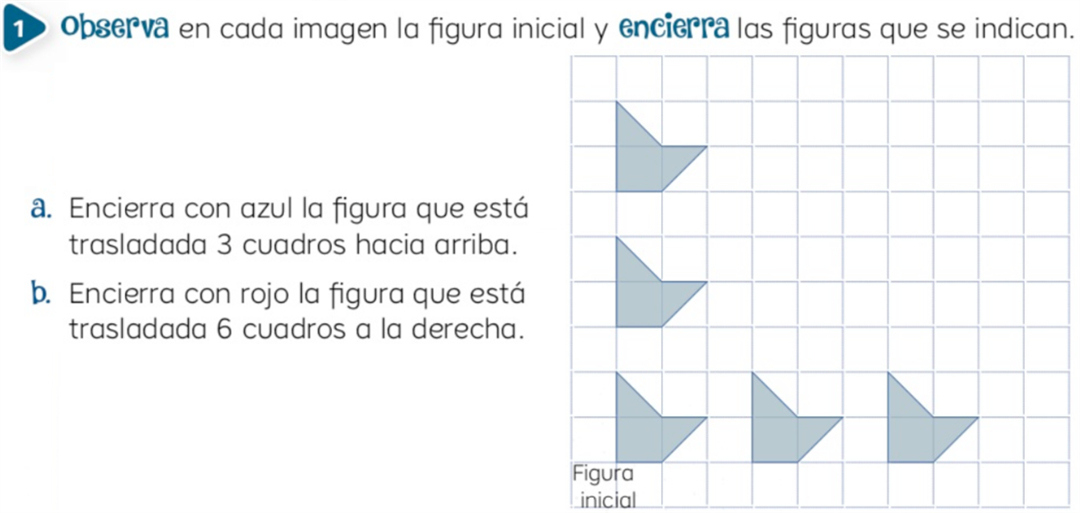 1 Observa en cada imagen la figura inicial y encierra las figuras que se indican.
a. Encierra con azul la figura que está
trasladada 3 cuadros hacia arriba.
b. Encierra con rojo la figura que está
trasladada 6 cuadros a la derecha.
Figura
inicial